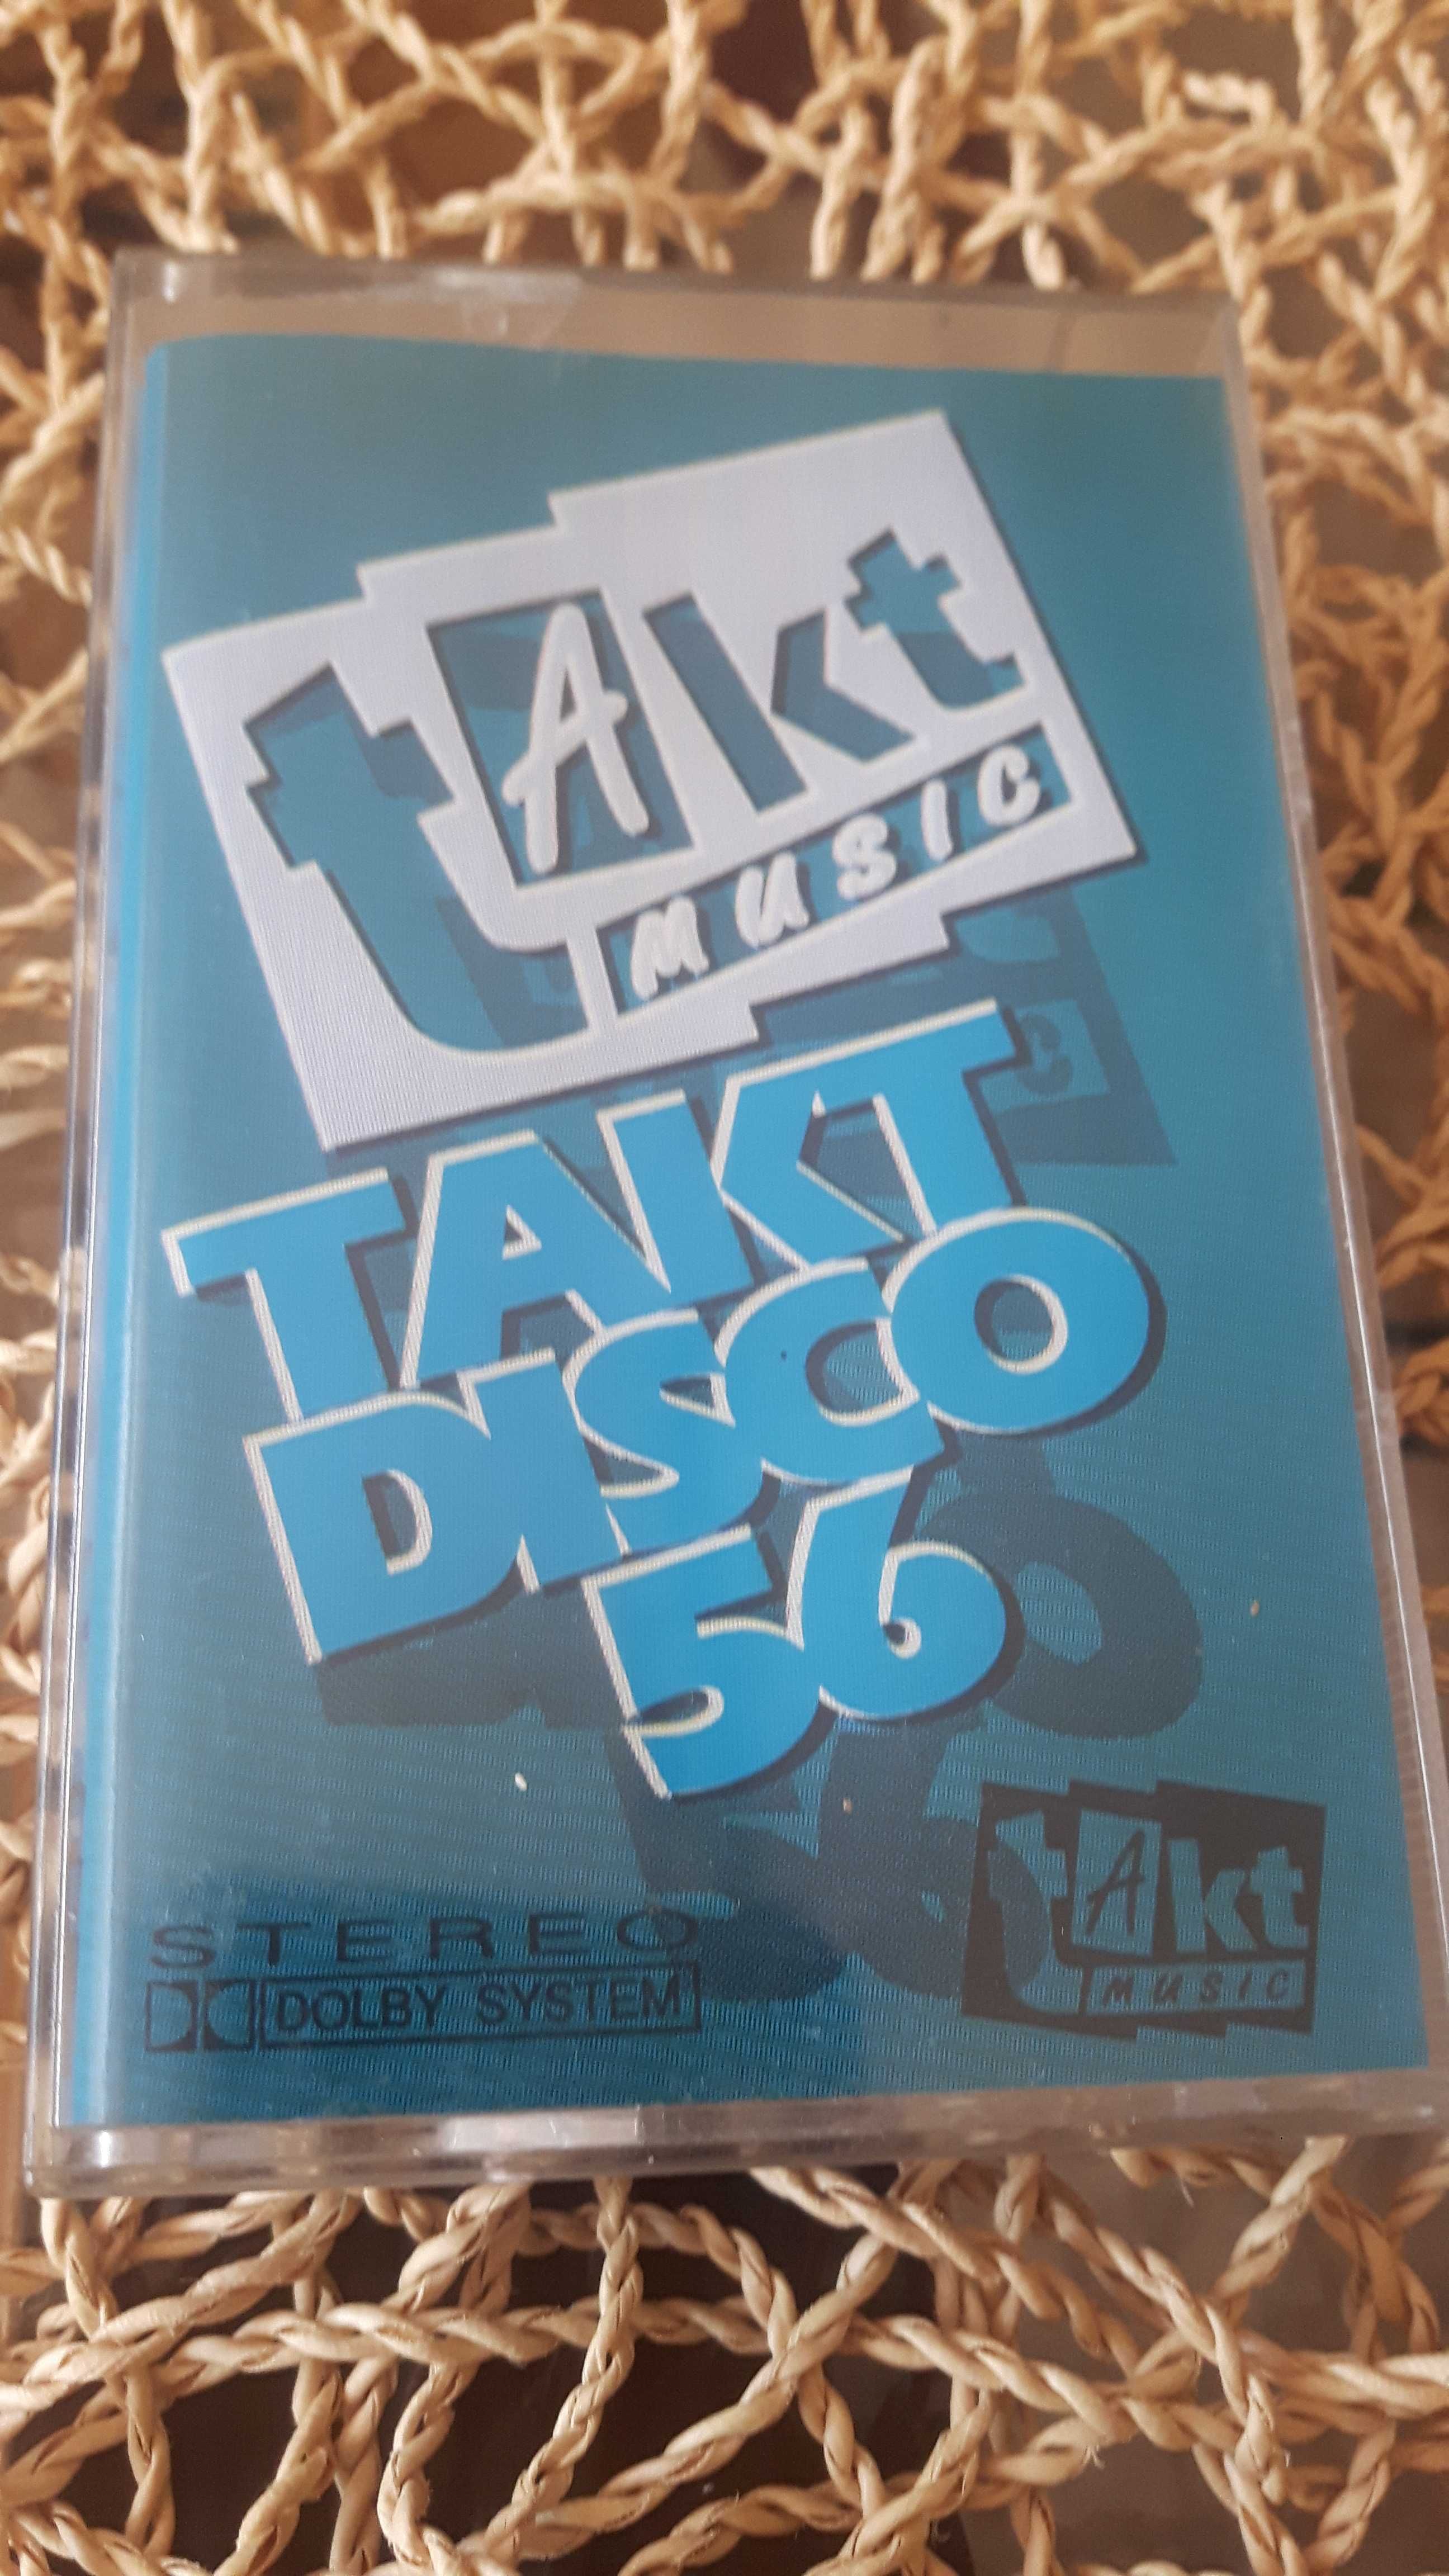 tAkt
MUSIC
TAKT
DISCO
56
STEREO
DOLBY SYSTEM
tAkt
MUSIC